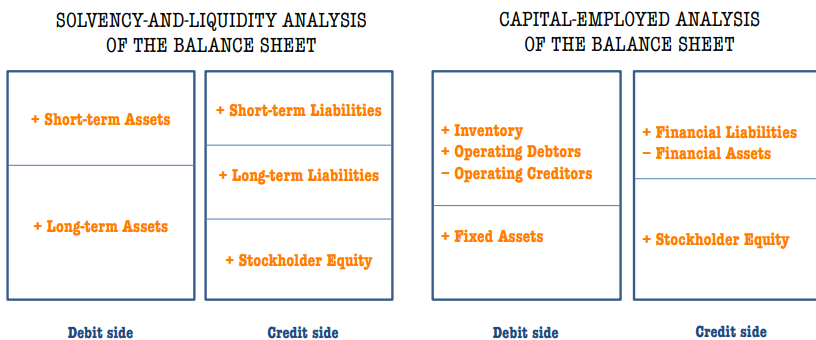 SOLVENCY-AND-LIQUIDITY ANALYSIS
OF THE BALANCE SHEET
+ Short-term Assets
+ Long-term Assets
+ Short-term Liabilities
+ Long-term Liabilities
+ Stockholder Equity
Debit side
Credit side
CAPITAL-EMPLOYED ANALYSIS
OF THE BALANCE SHEET
+ Inventory
+ Operating Debtors
− Operating Creditors
+ Fixed Assets
+ Financial Liabilities
− Financial Assets
+ Stockholder Equity
Debit side
Credit side